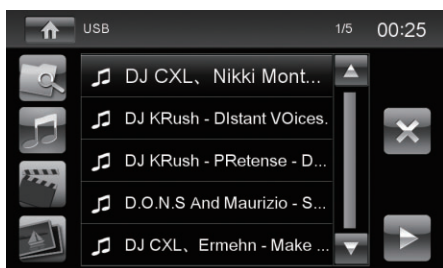 USB 1/5 00:25
DJ CXL、Nikki Mont...
DJ KRush - DIstant VOices.
DJ KRush - PRetense - D...
D.O.N.S And Maurizio - S...
DJ CXL、Ermehn - Make ...